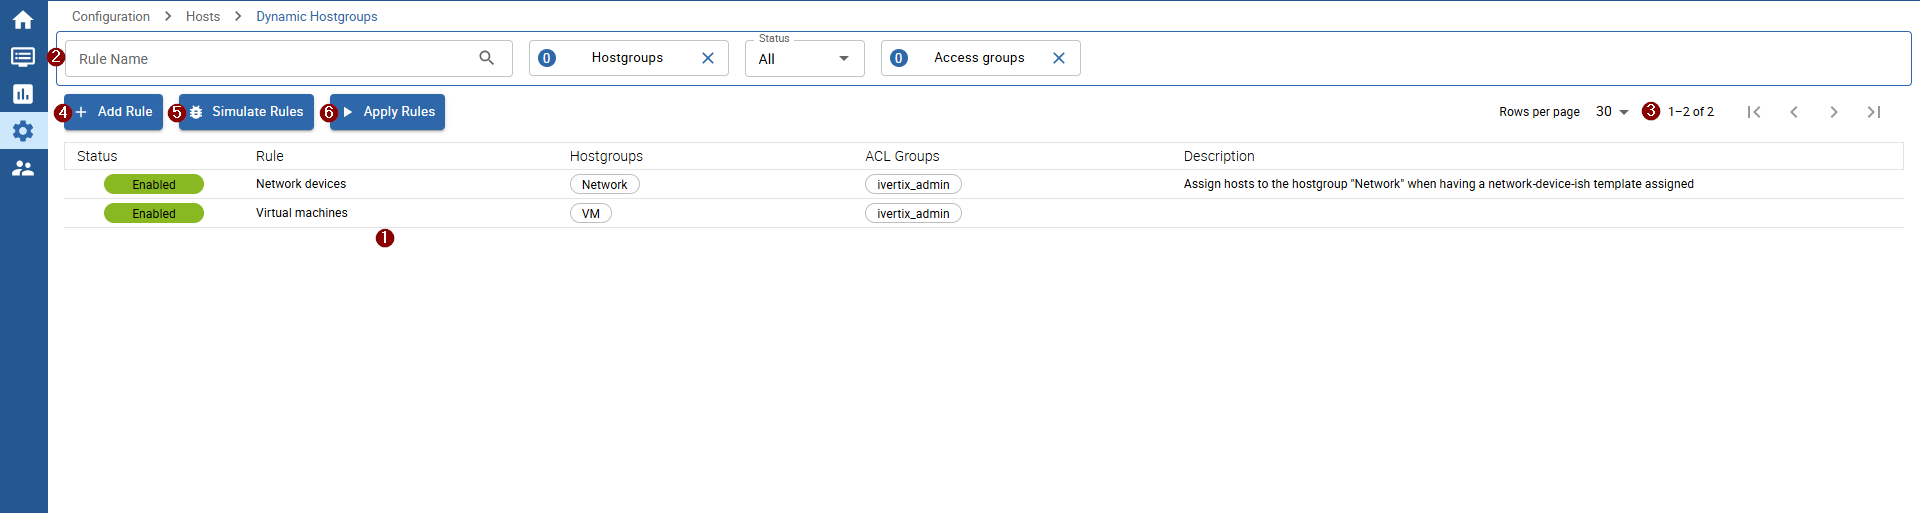 Configuration > Hosts > Dynamic Hostgroups
2 Rule Name 0 Hostgroups Status All 0 Access groups
4 + Add Rule 5 Simulate Rules 6 Apply Rules Rows per page 30 3 1–2 of 2
Status Rule Hostgroups ACL Groups Description
Enabled Network devices Network ivertix_admin Assign hosts to the hostgroup "Network" when having a network-device-ish template assigned
Enabled Virtual machines VM ivertix_admin
1